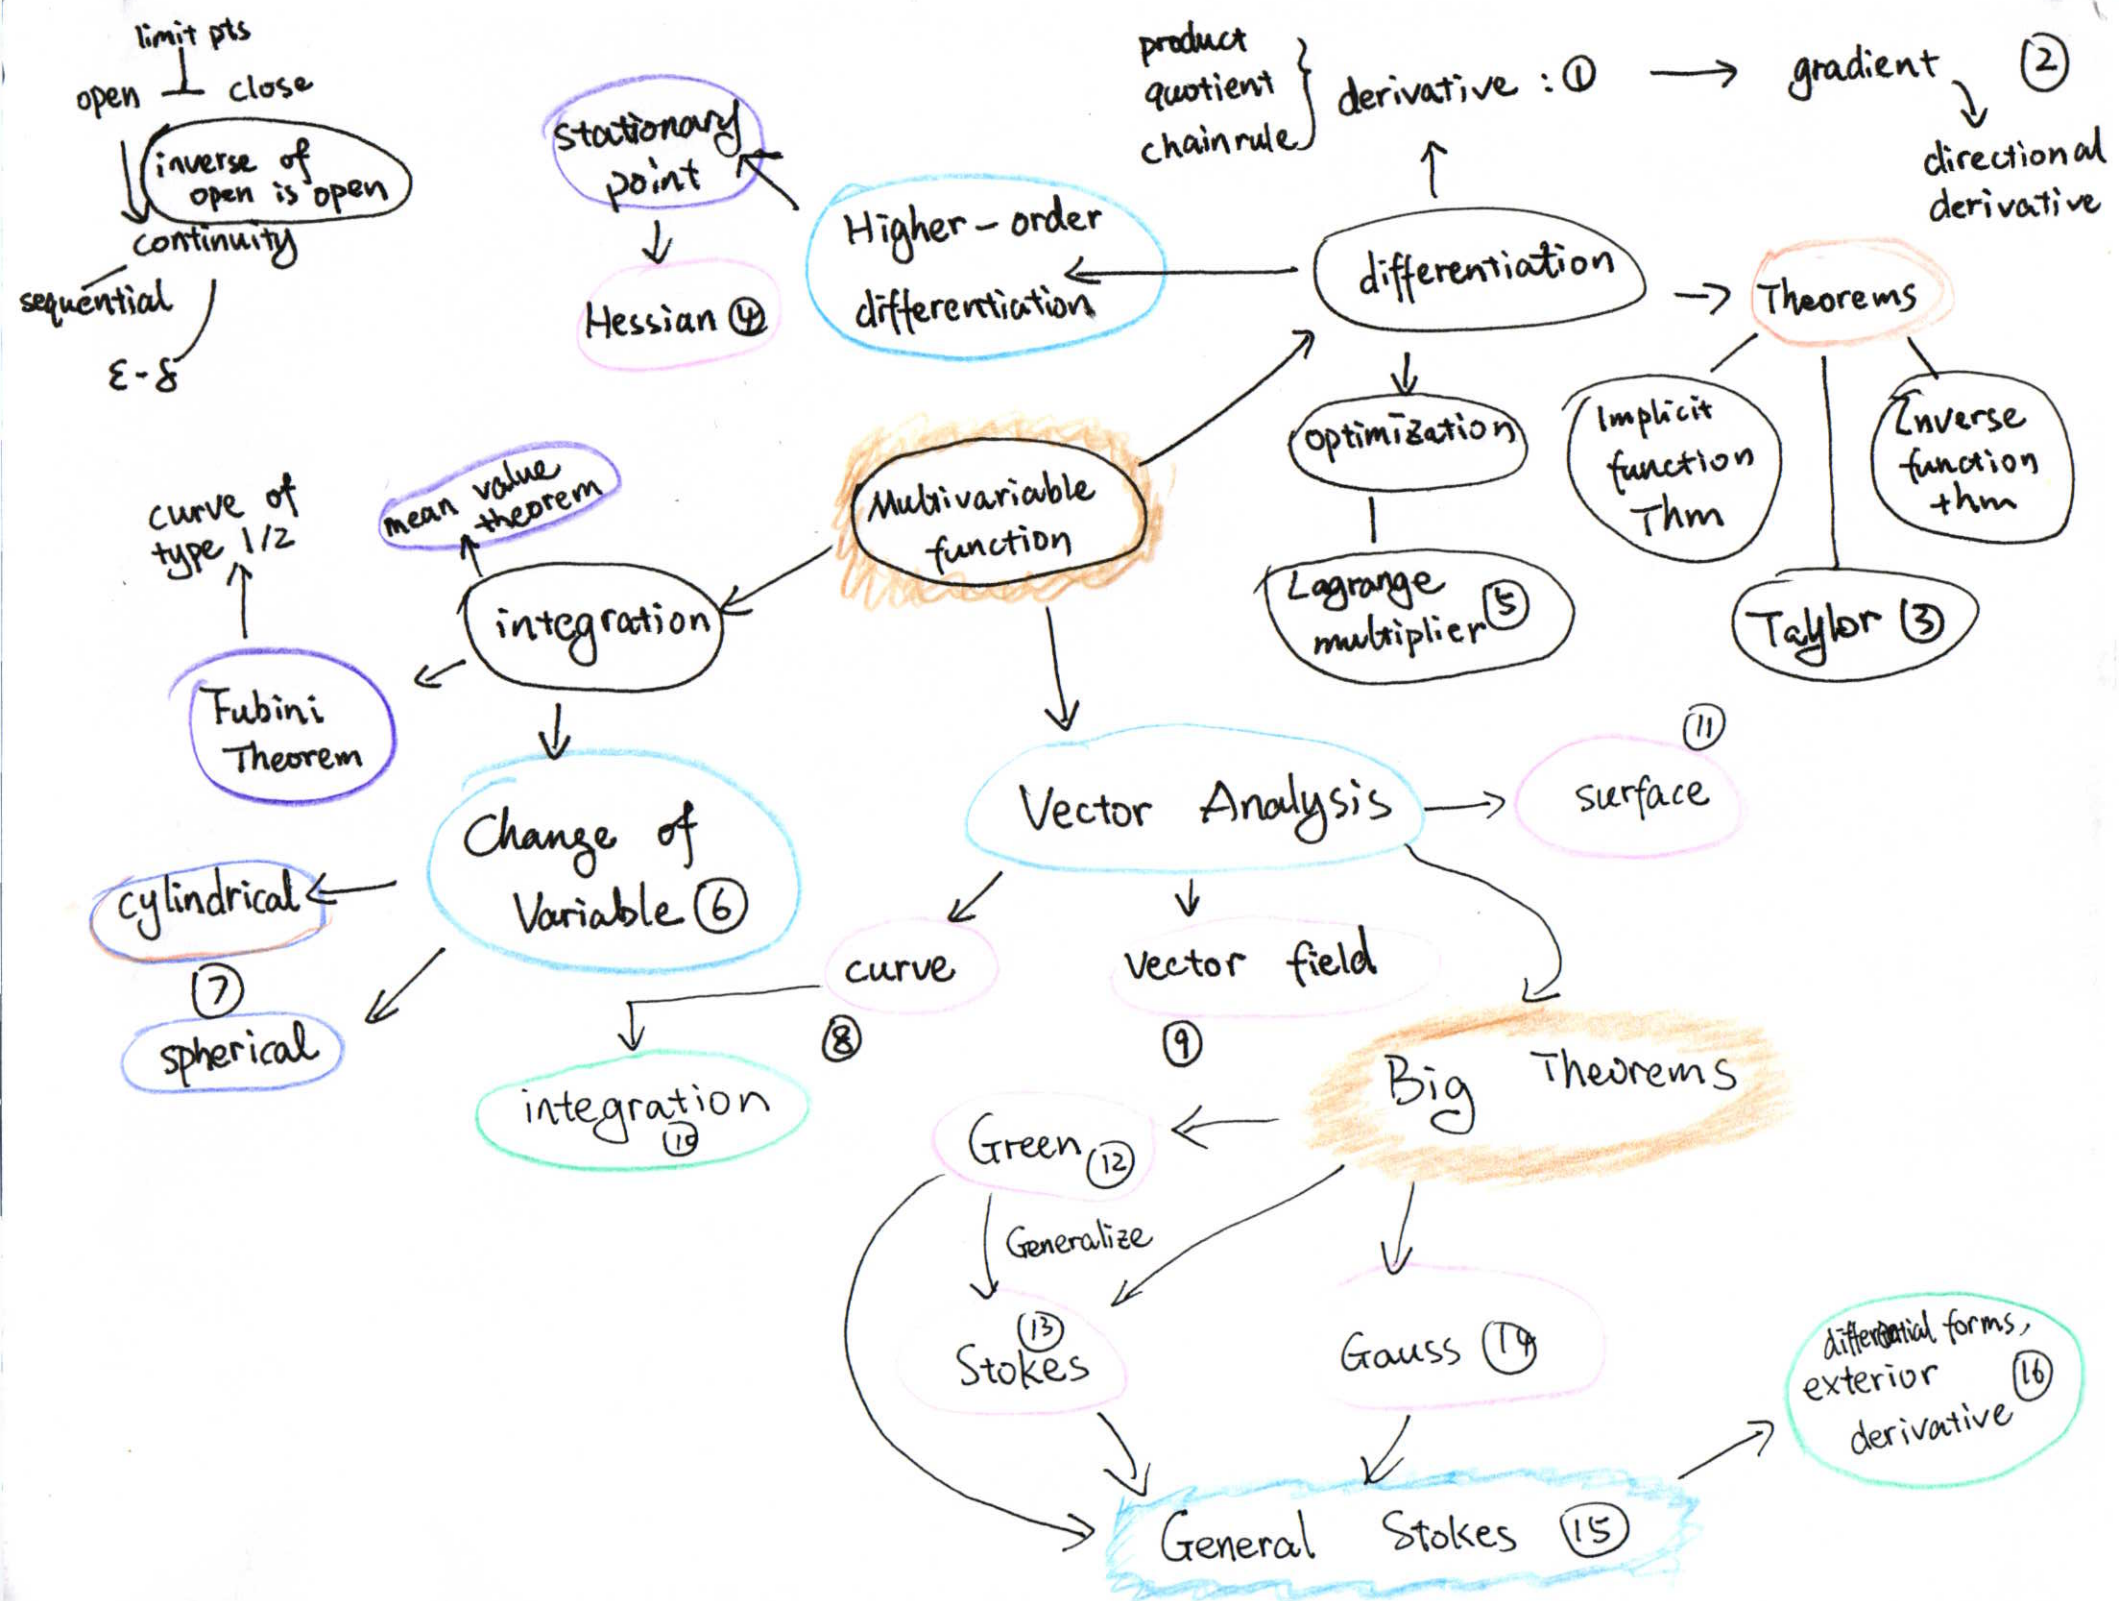 limit pts
open close
inverse of
open is open
continuity
sequential
ε-δ
stationary
point
Hessian ④
Higher-order
differentiation
product
quotient
chain rule
derivative : ①
gradient ②
directional
derivative
differentiation
Theorems
Implicit
function
Thm
Inverse
function
thm
Taylor ③
optimization
Lagrange
multiplier ⑤
Multivariable
function
mean value
theorem
curve of
type 1/2
integration
Fubini
Theorem
Change of
Variable ⑥
cylindrical
⑦
spherical
Vector Analysis
⑪
surface
curve
⑧
vector field
⑨
integration
⑩
Big Theorems
Green ⑫
Generalize
⑬
Stokes
Gauss ⑭
General Stokes ⑮
differential forms,
exterior ⑯
derivative